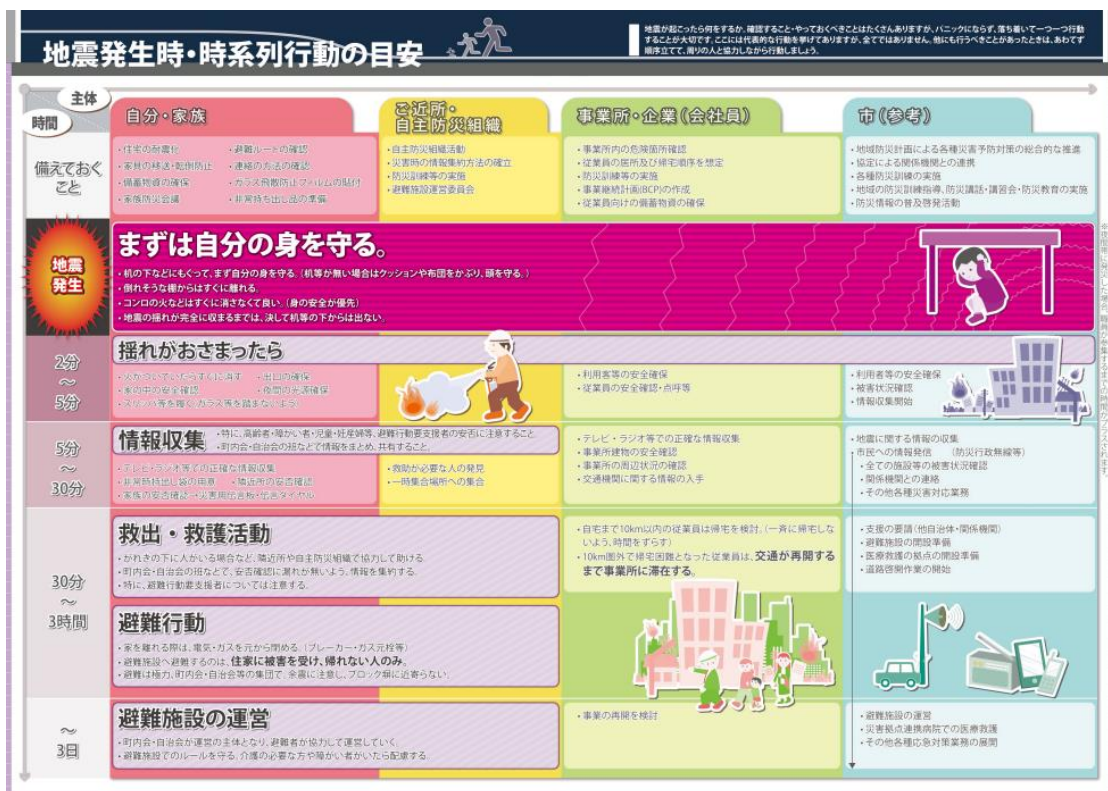 地震発生時・時系列行動の目安
地震が起こったら何をするか、確認すること・やっておくべきことはたくさんありますが、パニックにならず、落ち着いて一つ一つ行動
することが大切です。ここには代表的な行動を挙げてありますが、全てではありません。他にも行うべきことがあったときは、あわてず
順序立てて、周りの人と協力しながら行動しましょう。
主体
時間
自分・家族
ご近所・
自主防災組織
事業所・企業（会社員）
市（参考）
備えておく
こと
・住宅の耐震化
・家具の移送・転倒防止
・備蓄物資の確保
・家族防災会議
・避難ルートの確認
・連絡の方法の確認
・ガラス飛散防止フィルムの貼付
・非常持ち出し品の準備
・自主防災組織活動
・災害時の情報集約方法の確立
・防災訓練等の実施
・避難施設運営委員会
・事業所内の危険箇所確認
・従業員の居所及び帰宅順序を想定
・防災訓練等の実施
・事業継続計画(BCP)の作成
・従業員向けの備蓄物資の確保
・地域防災計画による各種災害予防対策の総合的な推進
・協定による関係機関との連携
・各種防災訓練の実施
・地域の防災訓練指導、防災講話・講習会・防災教育の実施
・防災情報の普及啓発活動
地震
発生
まずは自分の身を守る。
・机の下などにもぐって、まず自分の身を守る。（机等が無い場合はクッションや布団をかぶり、頭を守る。）
・倒れそうな棚からはすぐに離れる。
・コンロの火などはすぐに消さなくて良い。（身の安全が優先）
・地震の揺れが完全に収まるまでは、決して机等の下からは出ない。
2分
〜
5分
揺れがおさまったら
・火がついていたらすぐに消す
・家の中の安全確認
・スリッパ等を履く（ガラス等を踏まないよう）
・出口の確保
・夜間の光源確保
・利用客等の安全確保
・従業員の安全確認・点呼等
・利用者等の安全確保
・被害状況確認
・情報収集開始
5分
〜
30分
情報収集
・特に、高齢者・障がい者・児童・妊産婦等、避難行動要支援者の安否に注意すること
・町内会・自治会の班などで情報をまとめ、共有すること。
・テレビ・ラジオ等での正確な情報収集
・非常時持出し袋の用意
・隣近所の安否確認
・家族の安否確認→災害用伝言板・伝言ダイヤル
・救助が必要な人の発見
・一時集合場所への集合
・テレビ・ラジオ等での正確な情報収集
・事業所建物の安全確認
・事業所の周辺状況の確認
・交通機関に関する情報の入手
・地震に関する情報の収集
・市民への情報発信　（防災行政無線等）
・全ての施設等の被害状況確認
・関係機関との連絡
・その他各種災害対応業務
30分
〜
3時間
救出・救護活動
・がれきの下に人がいる場合など、隣近所や自主防災組織で協力して助ける
・町内会・自治会の班などで、安否確認に漏れが無いよう、情報を集約する。
・特に、避難行動要支援者については注意する。
・自宅まで10km以内の従業員は帰宅を検討。（一斉に帰宅しな
いよう、時間をずらす）
・10km圏外で帰宅困難となった従業員は、交通が再開する
まで事業所に滞在する。
・支援の要請（他自治体・関係機関）
・避難施設の開設準備
・医療救護の拠点の開設準備
・道路啓開作業の開始
避難行動
・家を離れる際は、電気・ガスを元から閉める。（ブレーカー・ガス元栓等）
・避難施設へ避難するのは、住家に被害を受け、帰れない人のみ。
・避難は極力、町内会・自治会等の集団で、余震に注意し、ブロック塀に近寄らない。
〜
3日
避難施設の運営
・町内会・自治会が運営の主体となり、避難者が協力して運営していく。
・避難施設でのルールを守る。介護の必要な方や障がい者がいたら配慮する。
・事業の再開を検討
・避難施設の運営
・災害拠点連携病院での医療救護
・その他各種応急対策業務の展開